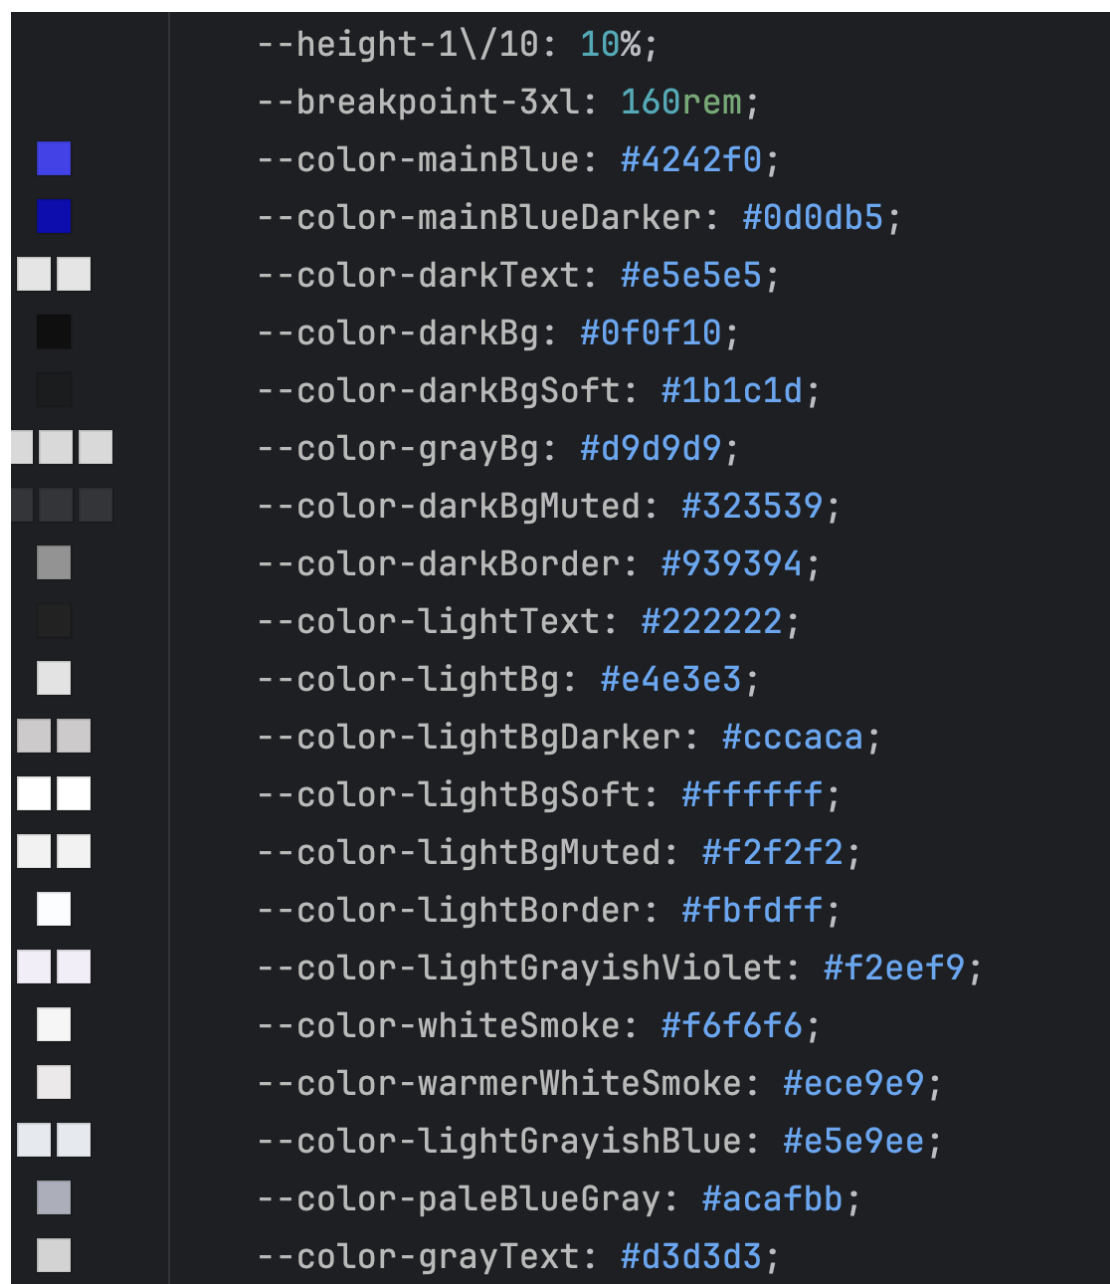 --height-1\/10: 10%;
--breakpoint-3xl: 160rem;
--color-mainBlue: #4242f0;
--color-mainBlueDarker: #0d0db5;
--color-darkText: #e5e5e5;
--color-darkBg: #0f0f10;
--color-darkBgSoft: #1b1c1d;
--color-grayBg: #d9d9d9;
--color-darkBgMuted: #323539;
--color-darkBorder: #939394;
--color-lightText: #222222;
--color-lightBg: #e4e3e3;
--color-lightBgDarker: #cccaca;
--color-lightBgSoft: #ffffff;
--color-lightBgMuted: #f2f2f2;
--color-lightBorder: #fbfdff;
--color-lightGrayishViolet: #f2eef9;
--color-whiteSmoke: #f6f6f6;
--color-warmerWhiteSmoke: #ece9e9;
--color-lightGrayishBlue: #e5e9ee;
--color-paleBlueGray: #acafbb;
--color-grayText: #d3d3d3;